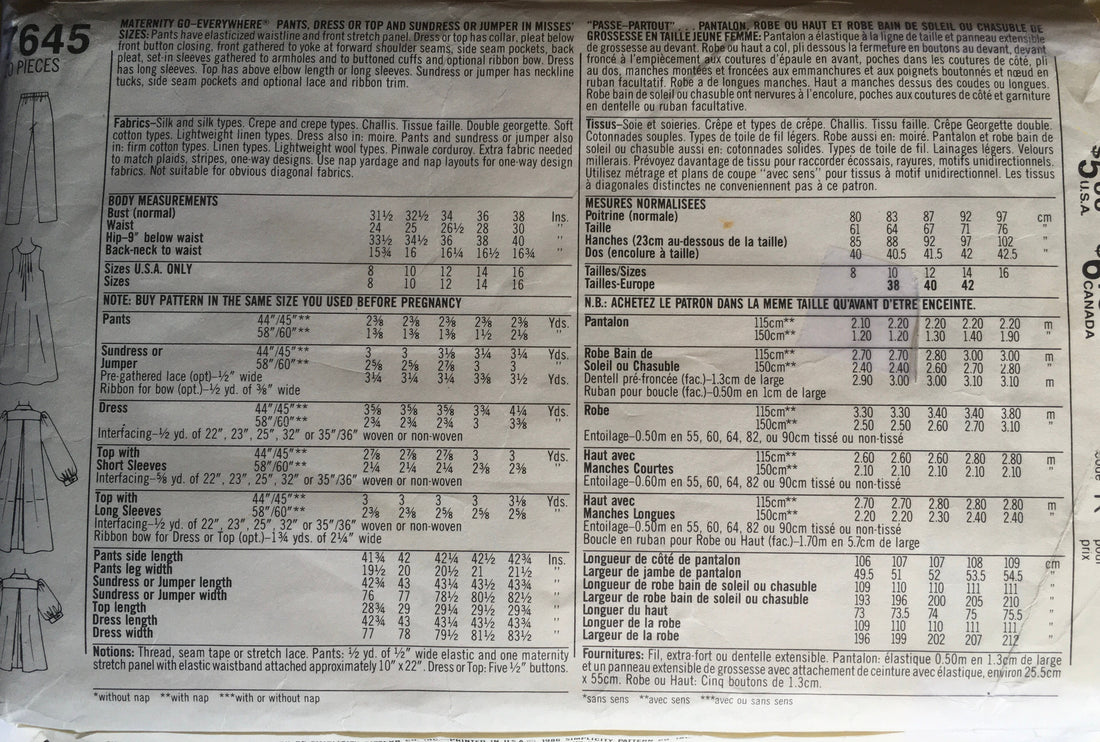 7645
PIECES
MATERNITY GO-EVERYWHERE® PANTS, DRESS OR TOP AND SUNDRESS OR JUMPER IN MISSES'
SIZES: Pants have elasticized waistline and front stretch panel. Dress or top has collar, pleat below
front button closing, front gathered to yoke at forward shoulder seams, side seam pockets, back
pleat, set-in sleeves gathered to armholes and to buttoned cuffs and optional ribbon bow. Dress
has long sleeves. Top has above elbow length or long sleeves. Sundress or jumper has neckline
tucks, side seam pockets and optional lace and ribbon trim.
Fabrics–Silk and silk types. Crepe and crepe types. Challis. Tissue faille. Double georgette. Soft
cotton types. Lightweight linen types. Dress also in: moire. Pants and sundress or jumper also
in: firm cotton types. Linen types. Lightweight wool types. Pinwale corduroy. Extra fabric needed
to match plaids, stripes, one-way designs. Use nap yardage and nap layouts for one-way design
fabrics. Not suitable for obvious diagonal fabrics.
BODY MEASUREMENTS
Bust (normal) 31½ 32½ 34 36 38 Ins.
Waist 24 25 26½ 28 30 "
Hip–9" below waist 33½ 34½ 36 38 40 "
Back-neck to waist 15¾ 16 16¼ 16½ 16¾ "
Sizes U.S.A. ONLY 8 10 12 14 16
Sizes 8 10 12 14 16
NOTE: BUY PATTERN IN THE SAME SIZE YOU USED BEFORE PREGNANCY
Pants 44"/45"** 2⅜ 2⅜ 2⅜ 2⅜ 2⅜ Yds.
58"/60"** 1⅜ 1⅜ 1⅜ 1½ 2⅛ "
Sundress or 44"/45"** 3 3 3⅛ 3¼ 3¼ Yds.
Jumper 58"/60"** 2⅝ 2⅝ 2⅞ 3 3 "
Pre-gathered lace (opt)–½" wide 3¼ 3¼ 3¼ 3⅜ 3½ Yds.
Ribbon for bow (opt.)–½ yd. of ⅜" wide
Dress 44"/45"** 3⅝ 3⅝ 3⅝ 3¾ 4¼ Yds.
58"/60"** 2¾ 2¾ 2¾ 3 3⅜ "
Interfacing–½ yd. of 22", 23", 25", 32" or 35"/36" woven or non-woven
Top with 44"/45"** 2⅞ 2⅞ 2⅞ 3 3 Yds.
Short Sleeves 58"/60"** 2¼ 2¼ 2¼ 2⅜ 2⅜ "
Interfacing–⅝ yd. of 22", 23", 25", 32" or 35"/36" woven or non-woven
Top with 44"/45"** 3 3 3 3 3⅛ Yds.
Long Sleeves 58"/60"** 2⅜ 2⅜ 2⅝ 2⅝ 2⅝ "
Interfacing–½ yd. of 22", 23", 25", 32" or 35"/36" woven or non-woven
Ribbon bow for Dress or Top (opt.)–1¾ yds. of 2¼" wide
Pants side length 41¾ 42 42¼ 42½ 42¾ Ins.
Pants leg width 19½ 20 20½ 21 21½ "
Sundress or Jumper length 42¾ 43 43¼ 43½ 43¾ "
Sundress or Jumper width 76 77 78½ 80½ 82½ "
Top length 28¾ 29 29¼ 29½ 29¾ "
Dress length 42¾ 43 43¼ 43½ 43¾ "
Dress width 77 78 79½ 81½ 83½ "
Notions: Thread, seam tape or stretch lace. Pants: ½ yd. of ½" wide elastic and one maternity
stretch panel with elastic waistband attached approximately 10" x 22". Dress or Top: Five ½" buttons.
*without nap **with nap ***with or without nap
"PASSE-PARTOUT" PANTALON, ROBE OU HAUT ET ROBE BAIN DE SOLEIL OU CHASUBLE DE
GROSSESSE EN TAILLE JEUNE FEMME: Pantalon a élastique à la ligne de taille et panneau extensible
de grossesse au devant. Robe ou haut a col, pli dessous la fermeture en boutons au devant, devant
froncé à l'empiècement aux coutures d'épaule en avant, poches dans les coutures de côté, pli
au dos, manches montées et froncées aux emmanchures et aux poignets boutonnés et nœud en
ruban facultatif. Robe a de longues manches. Haut a manches dessus des coudes ou longues.
Robe bain de soleil ou chasuble ont nervures à l'encolure, poches aux coutures de côté et garniture
en dentelle ou ruban facultative.
Tissus–Soie et soieries. Crêpe et types de crêpe. Challis. Tissu faille. Crêpe Georgette double.
Cotonnades souples. Types de toile de fil légers. Robe aussi en: moiré. Pantalon et robe bain de
soleil ou chasuble aussi en: cotonnades solides. Types de toile de fil. Lainages légers. Velours
millerais. Prévoyez davantage de tissu pour raccorder écossais, rayures, motifs unidirectionnels.
Utilisez métrage et plans de coupe "avec sens" pour tissus à motif unidirectionnel. Les tissus
à diagonales distinctes ne conviennent pas à ce patron.
MESURES NORMALISEES
Poitrine (normale) 80 83 87 92 97 cm
Taille 61 64 67 71 76 "
Hanches (23cm au-dessous de la taille) 85 88 92 97 102 "
Dos (encolure à taille) 40 40.5 41.5 42 42.5 "
Tailles/Sizes 8 10 12 14 16
Tailles-Europe 38 40 42
N.B.: ACHETEZ LE PATRON DANS LA MEME TAILLE QU'AVANT D'ETRE ENCEINTE.
Pantalon 115cm** 2.10 2.20 2.20 2.20 2.20 m
150cm** 1.20 1.20 1.30 1.40 1.90 "
Robe Bain de 115cm** 2.70 2.70 2.80 3.00 3.00 m
Soleil ou Chasuble 150cm** 2.40 2.40 2.60 2.70 2.80 "
Dentell pré-froncée (fac.)–1.3cm de large 2.90 3.00 3.00 3.10 3.10 m
Ruban pour boucle (fac.)–0.50m en 1cm de large
Robe 115cm** 3.30 3.30 3.40 3.40 3.80 m
150cm** 2.50 2.50 2.60 2.70 3.10 "
Entoilage–0.50m en 55, 60, 64, 82, ou 90cm tissé ou non-tissé
Haut avec 115cm** 2.60 2.60 2.60 2.80 2.80 m
Manches Courtes 150cm** 2.10 2.10 2.10 2.10 2.10 "
Entoilage–0.60m en 55, 60, 64, 82 ou 90cm tissé ou non-tissé
Haut avec 115cm** 2.70 2.70 2.80 2.80 2.80 m
Manches Longues 150cm** 2.20 2.20 2.30 2.40 2.40 "
Entoilage–0.50m en 55, 60, 64, 82 ou 90cm tissé ou non-tissé
Boucle en ruban pour Robe ou Haut (fac.)–1.70m en 5.7cm de large
Longueur de côté de pantalon 106 107 107 108 109 cm
Largeur de jambe de pantalon 49.5 51 52 53.5 54.5 "
Longueur de robe bain de soleil ou chasuble 109 110 110 111 111 "
Largeur de robe bain de soleil ou chasuble 193 196 200 205 210 "
Longuer du haut 73 73.5 74 75 75.5 "
Longuer de la robe 109 110 110 111 111 "
Largeur de la robe 196 199 202 207 212 "
Fournitures: Fil, extra-fort ou dentelle extensible. Pantalon: élastique 0.50m en 1.3cm de large
et un panneau extensible de grossesse avec attachement de ceinture avec élastique, environ 25.5cm
x 55cm. Robe ou Haut: Cinq boutons de 1.3cm.
*sans sens **avec sens ***avec ou sans sens
U.S.A.
CANADA
prix
PRINTED IN U.S.A. 1986 SIMPLICITY PATTERN CO.